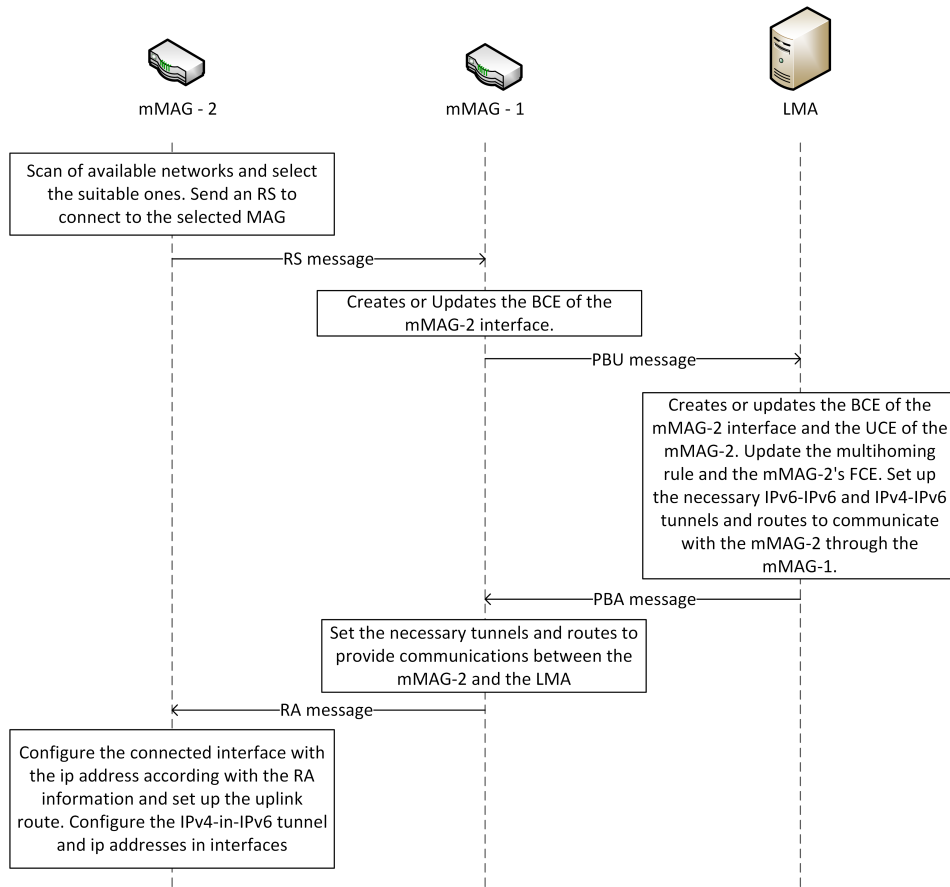 mMAG - 2
mMAG - 1
LMA
Scan of available networks and select
the suitable ones. Send an RS to
connect to the selected MAG
RS message
Creates or Updates the BCE of the
mMAG-2 interface.
PBU message
Creates or updates the BCE of the
mMAG-2 interface and the UCE of the
mMAG-2. Update the multihoming
rule and the mMAG-2's FCE. Set up
the necessary IPv6-IPv6 and IPv4-IPv6
tunnels and routes to communicate
with the mMAG-2 through the
mMAG-1.
PBA message
Set the necessary tunnels and routes to
provide communications between the
mMAG-2 and the LMA
RA message
Configure the connected interface with
the ip address according with the RA
information and set up the uplink
route. Configure the IPv4-in-IPv6 tunnel
and ip addresses in interfaces